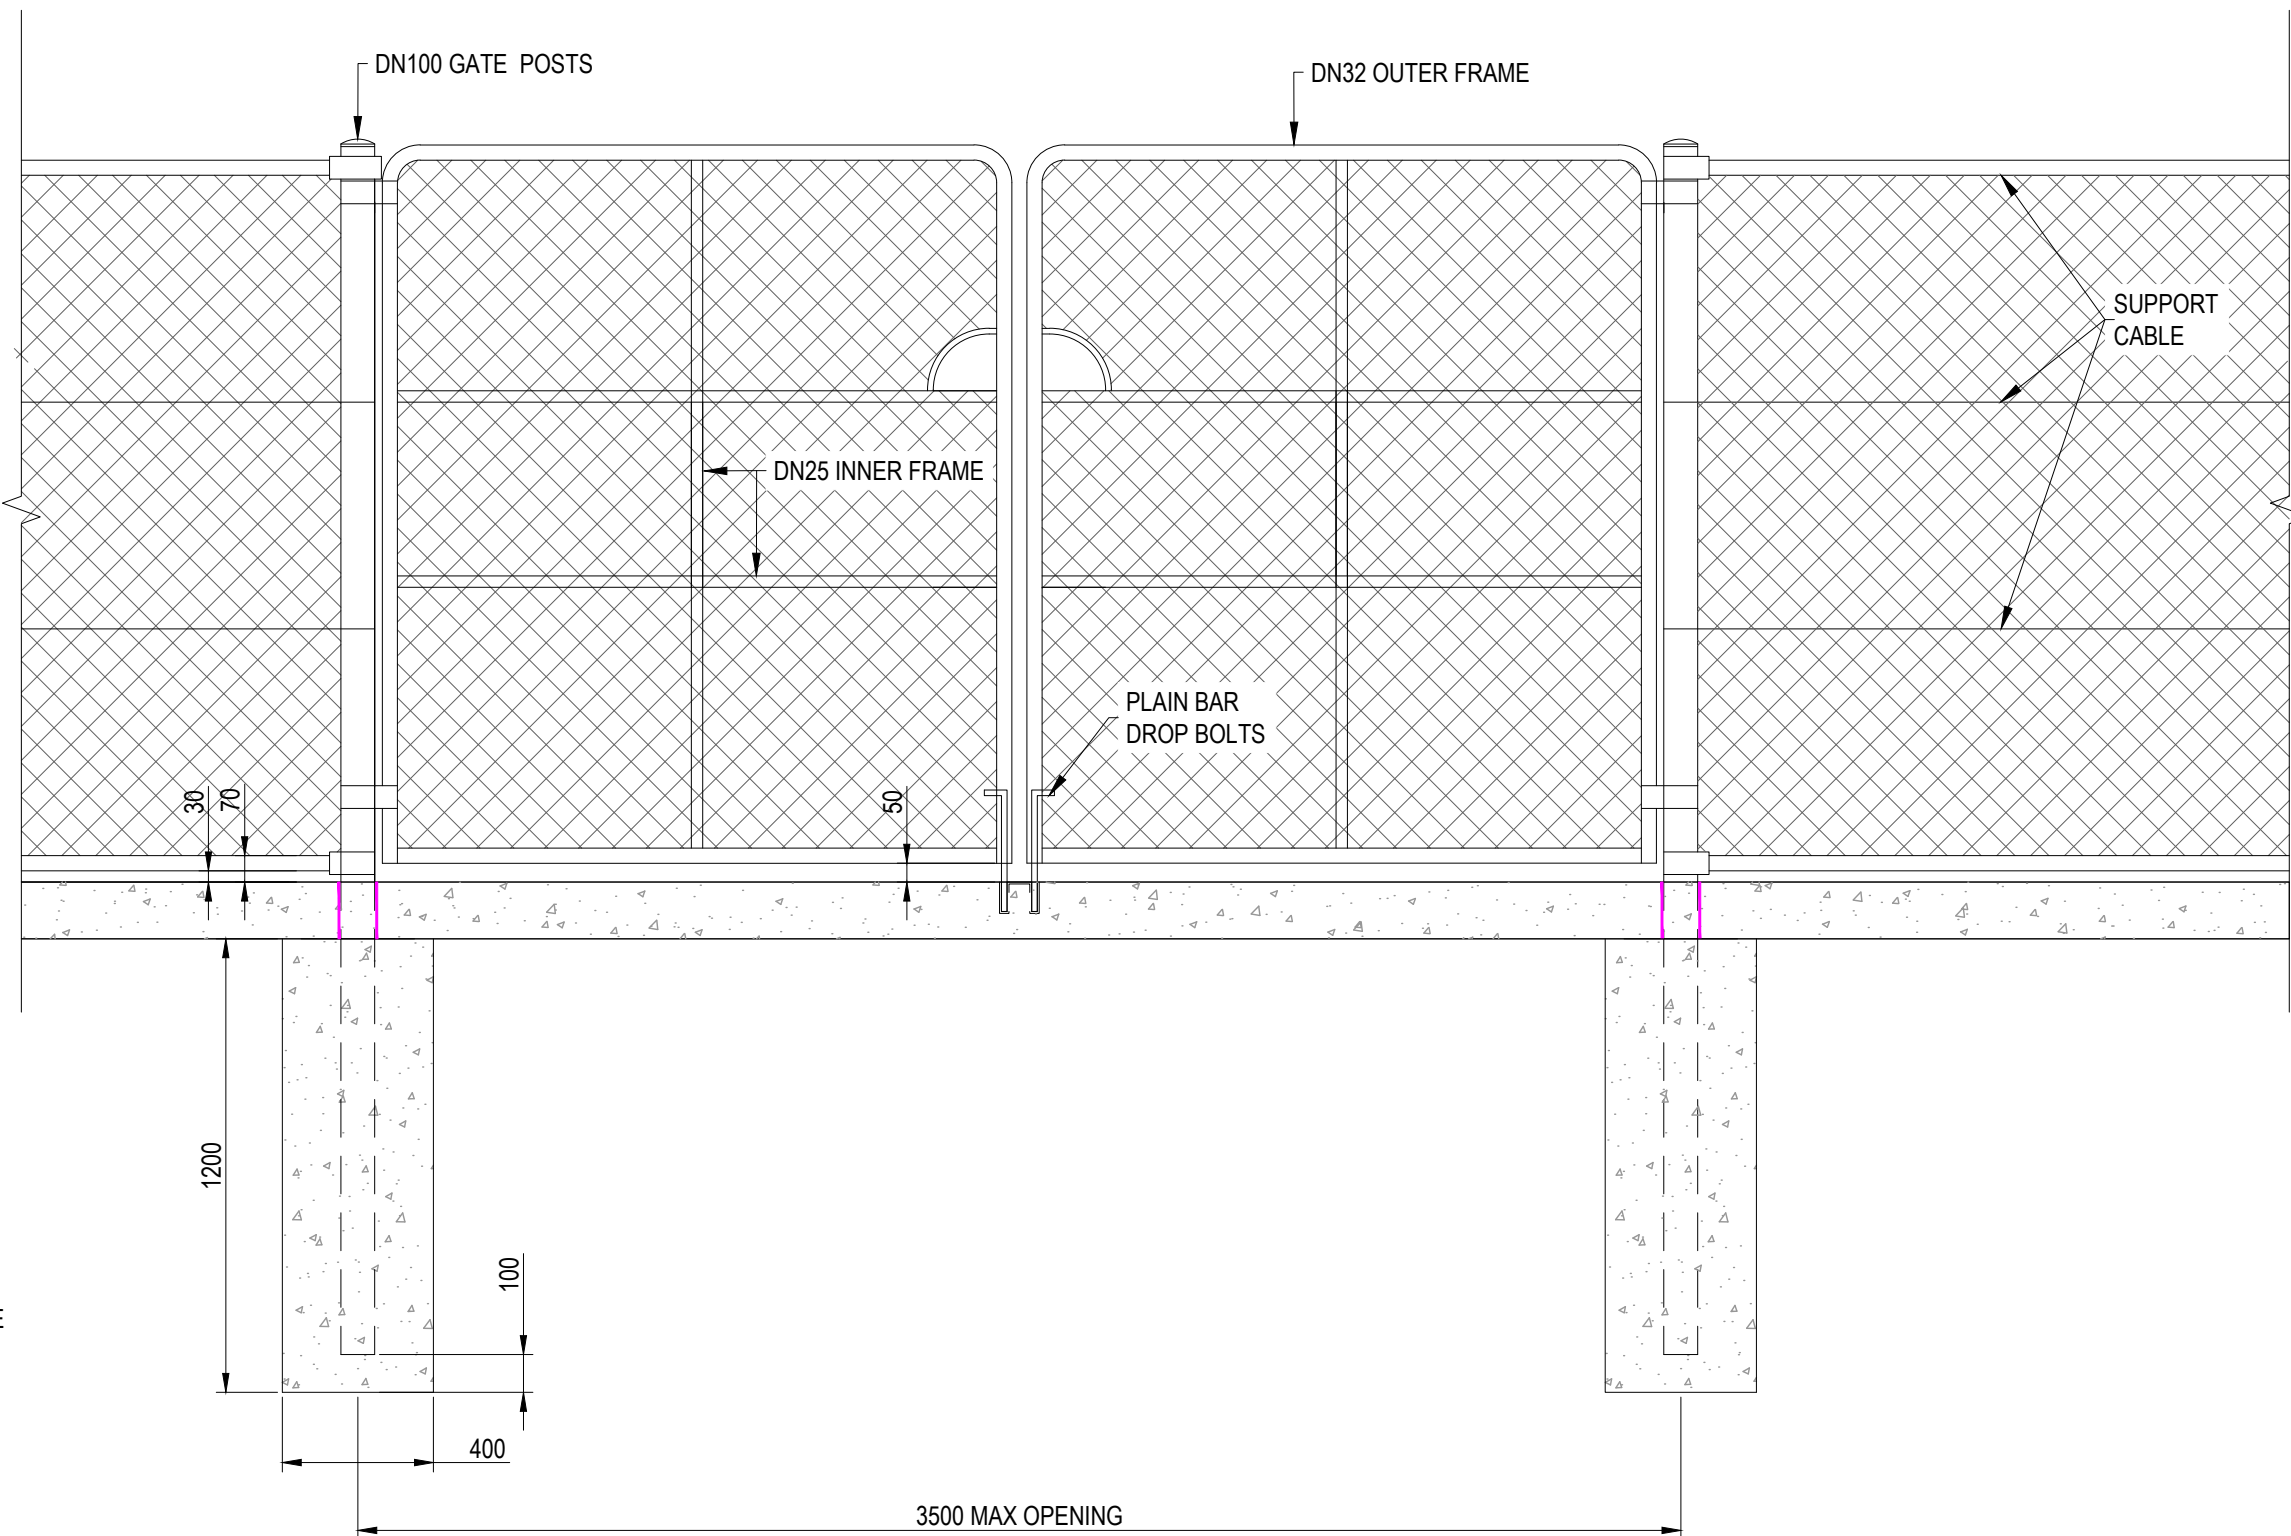 DN100 GATE POSTS
DN32 OUTER FRAME
SUPPORT
CABLE
DN25 INNER FRAME
PLAIN BAR
DROP BOLTS
30
70
50
1200
100
400
3500 MAX OPENING